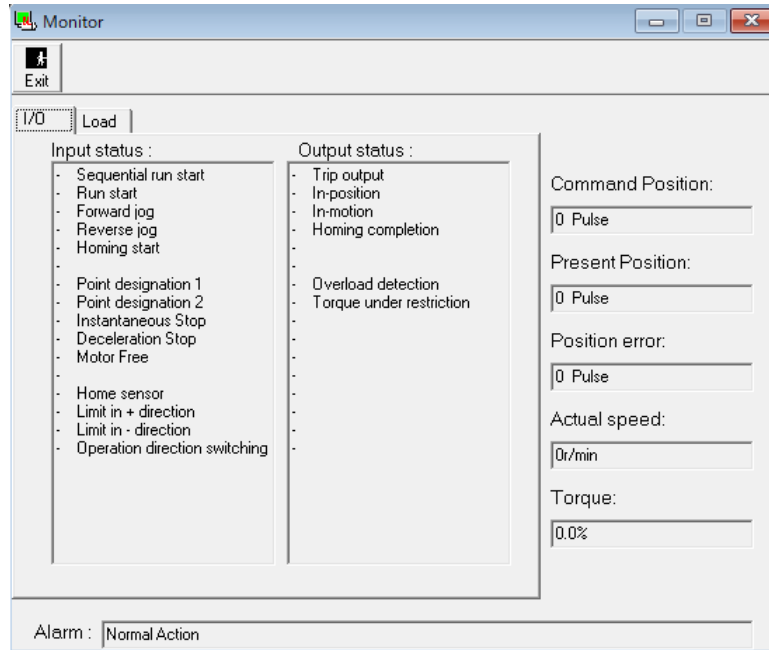 Monitor
Exit
I/O
Load
Input status :
- Sequential run start
- Run start
- Forward jog
- Reverse jog
- Homing start
-
- Point designation 1
- Point designation 2
- Instantaneous Stop
- Deceleration Stop
- Motor Free
-
- Home sensor
- Limit in + direction
- Limit in - direction
- Operation direction switching
Output status :
- Trip output
- In-position
- In-motion
- Homing completion
-
-
- Overload detection
- Torque under restriction
-
-
-
-
-
-
-
-
Command Position:
0 Pulse
Present Position:
0 Pulse
Position error:
0 Pulse
Actual speed:
0r/min
Torque:
0.0%
Alarm : Normal Action